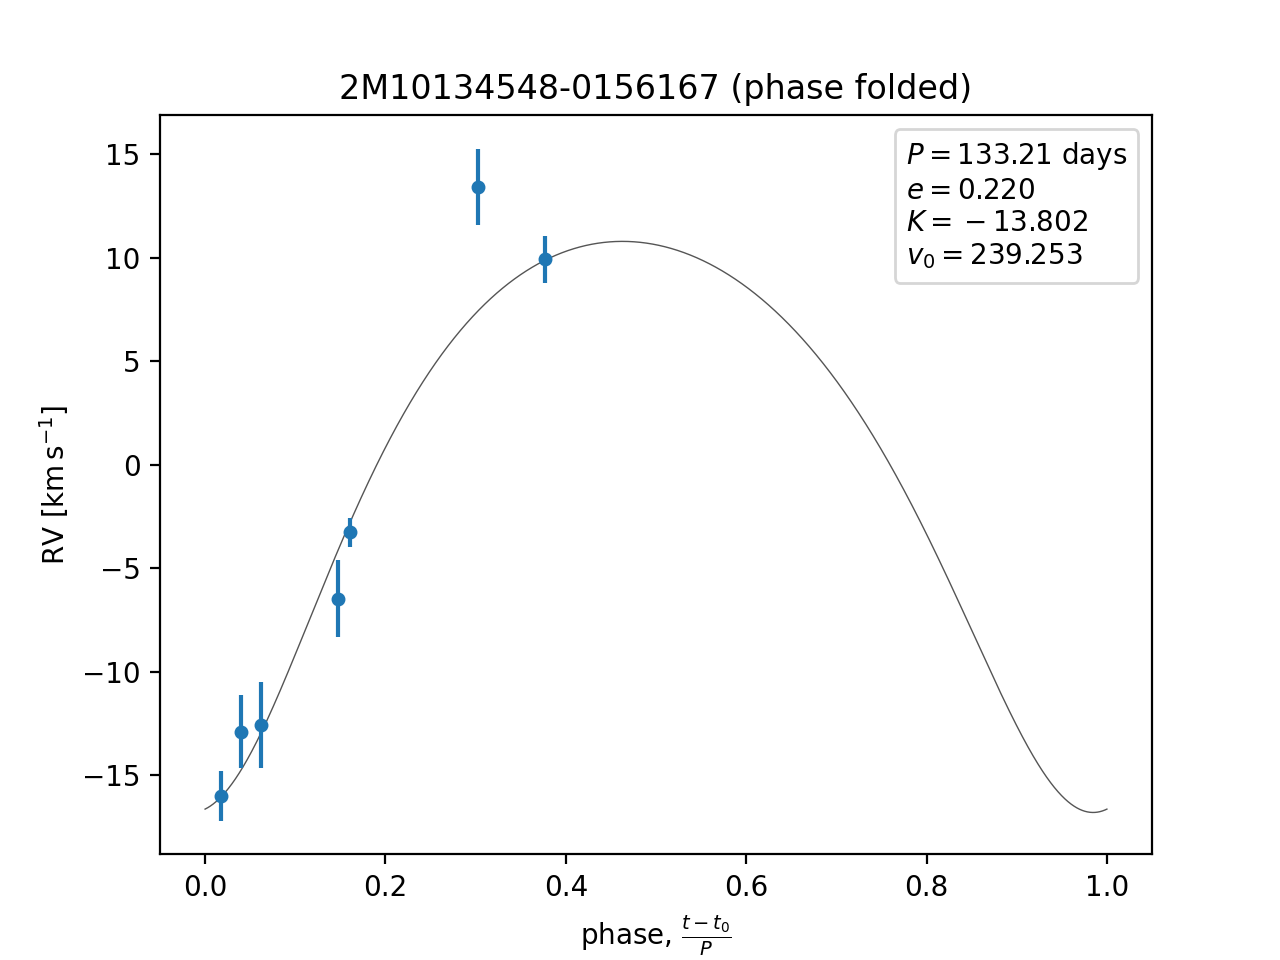 2M10134548-0156167 (phase folded)
P = 133.21 days
e = 0.220
K = −13.802
v₀ = 239.253
15
10
5
0
−5
−10
−15
RV [km s⁻¹]
0.0 0.2 0.4 0.6 0.8 1.0
phase, (t − t₀)/P